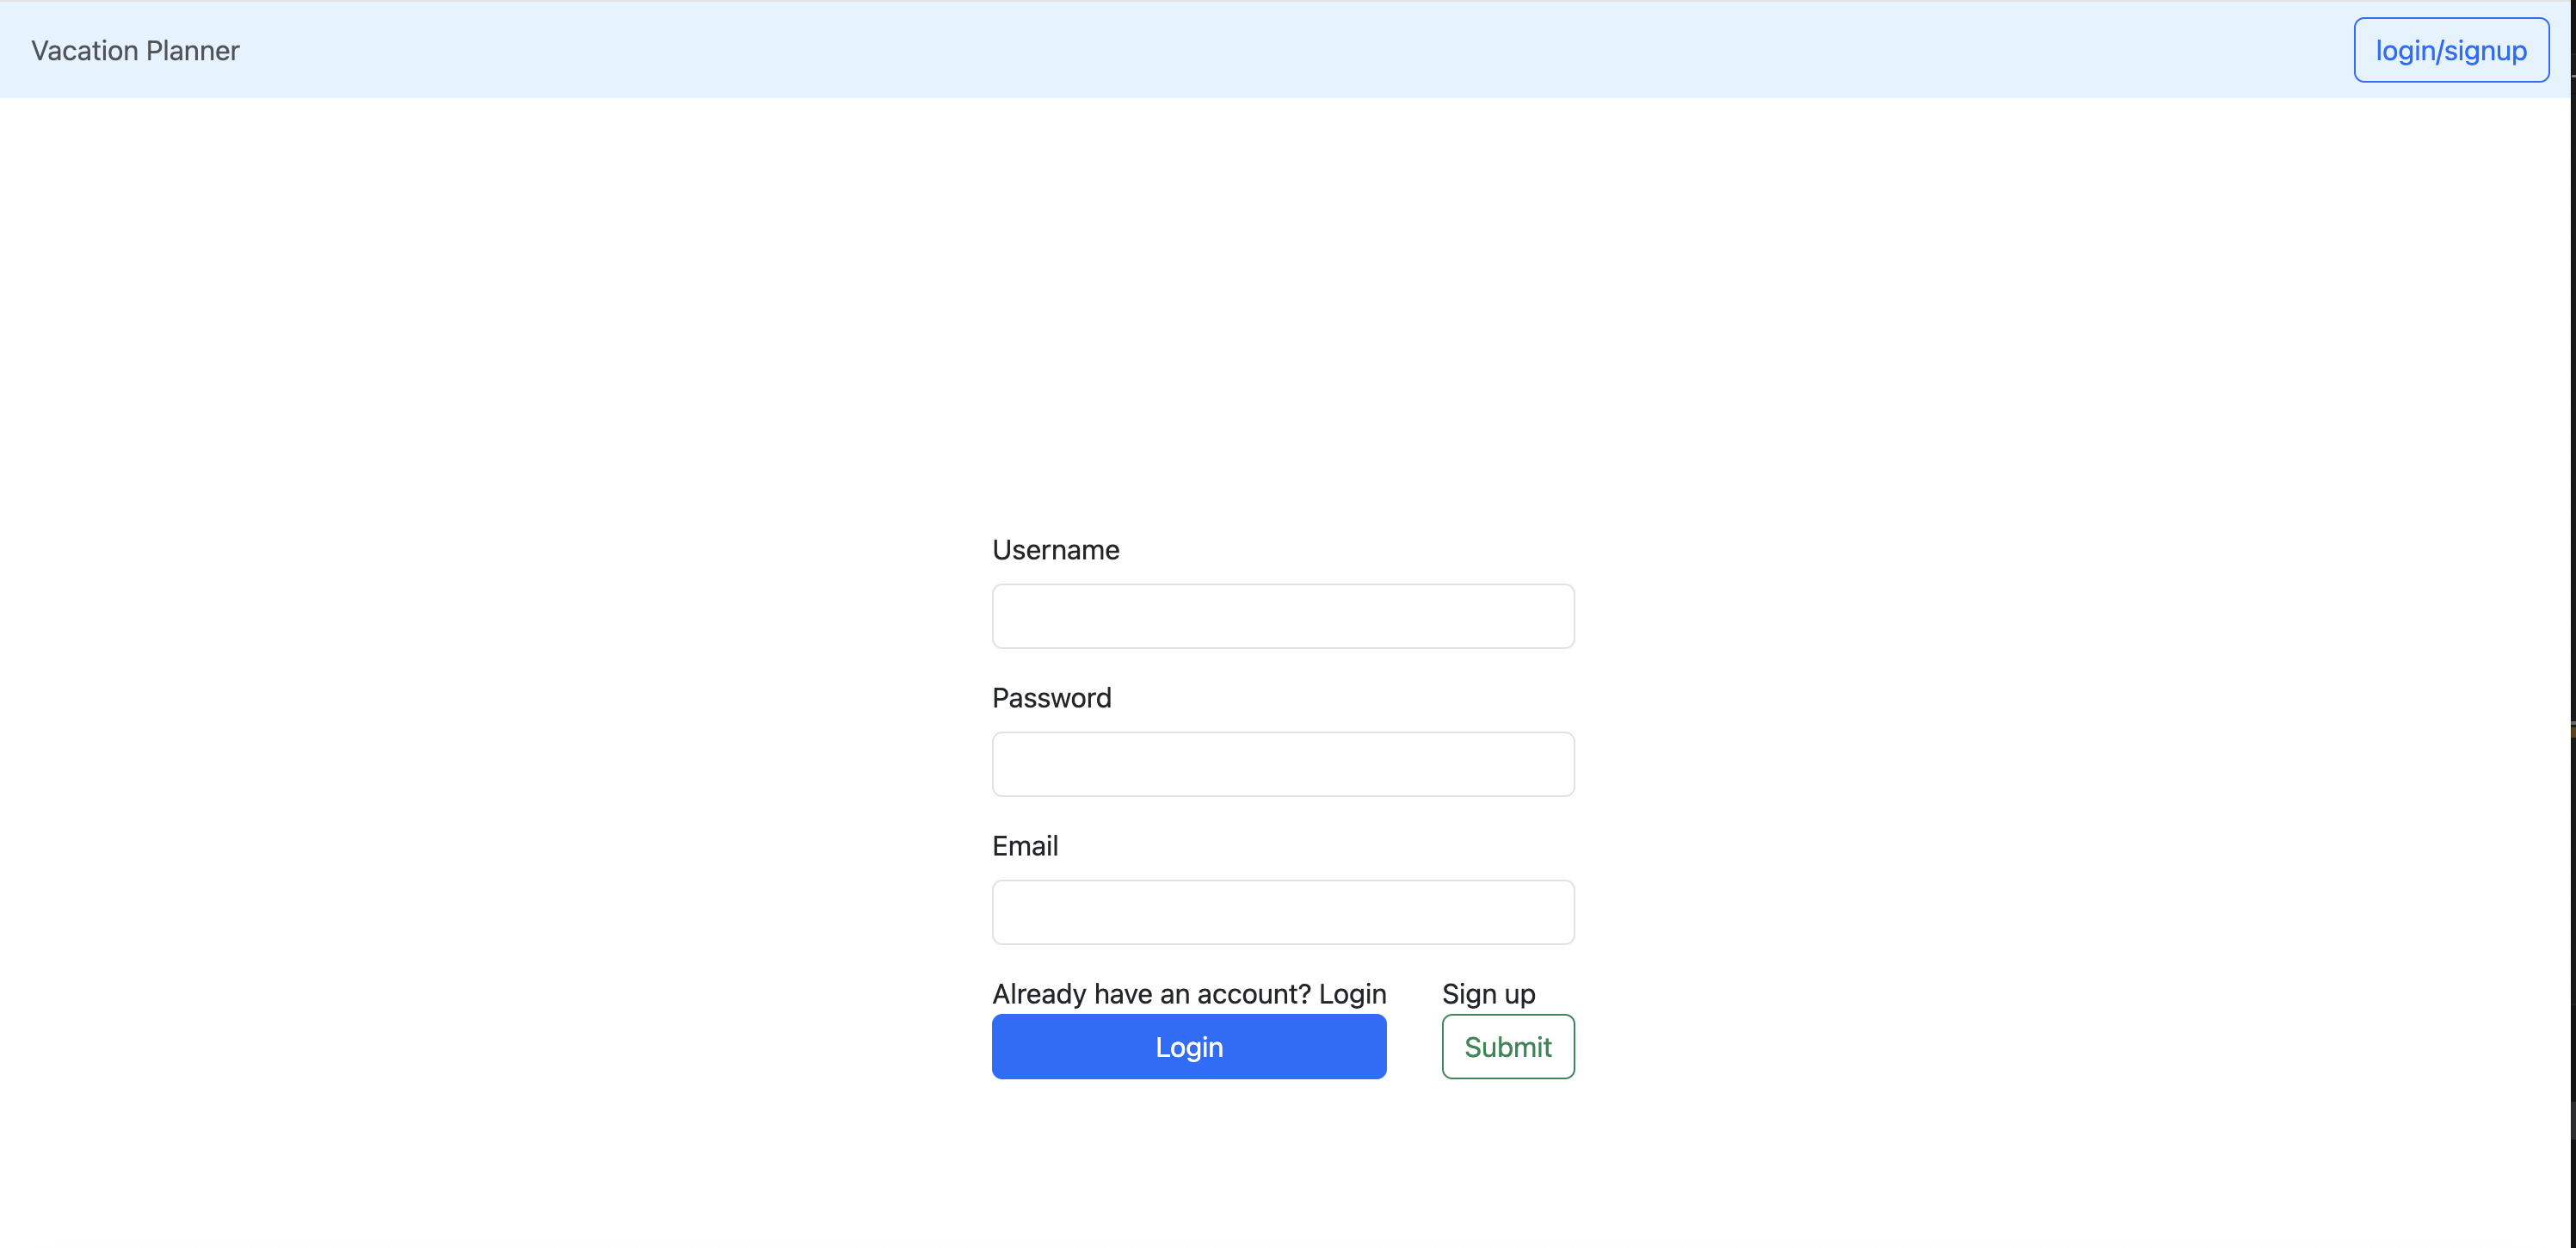 Vacation Planner
login/signup
Username
Password
Email
Already have an account? Login
Sign up
Login
Submit